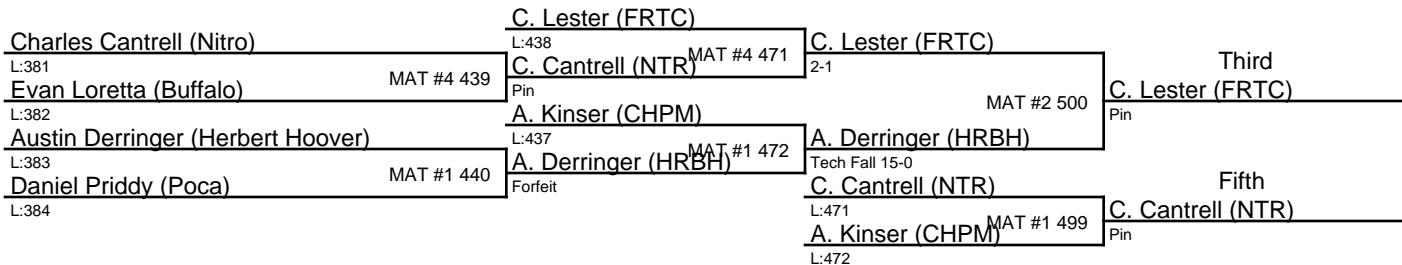 Charles Cantrell (Nitro)
L:381
MAT #4 439
Evan Loretta (Buffalo)
L:382
Austin Derringer (Herbert Hoover)
L:383
MAT #1 440
Daniel Priddy (Poca)
L:384
C. Lester (FRTC)
L:438
MAT #4 471
C. Cantrell (NTR)
Pin
A. Kinser (CHPM)
L:437
MAT #1 472
A. Derringer (HRBH)
Forfeit
C. Lester (FRTC)
2-1
MAT #2 500
A. Derringer (HRBH)
Tech Fall 15-0
C. Cantrell (NTR)
L:471
MAT #1 499
A. Kinser (CHPM)
L:472
Third
C. Lester (FRTC)
Pin
Fifth
C. Cantrell (NTR)
Pin